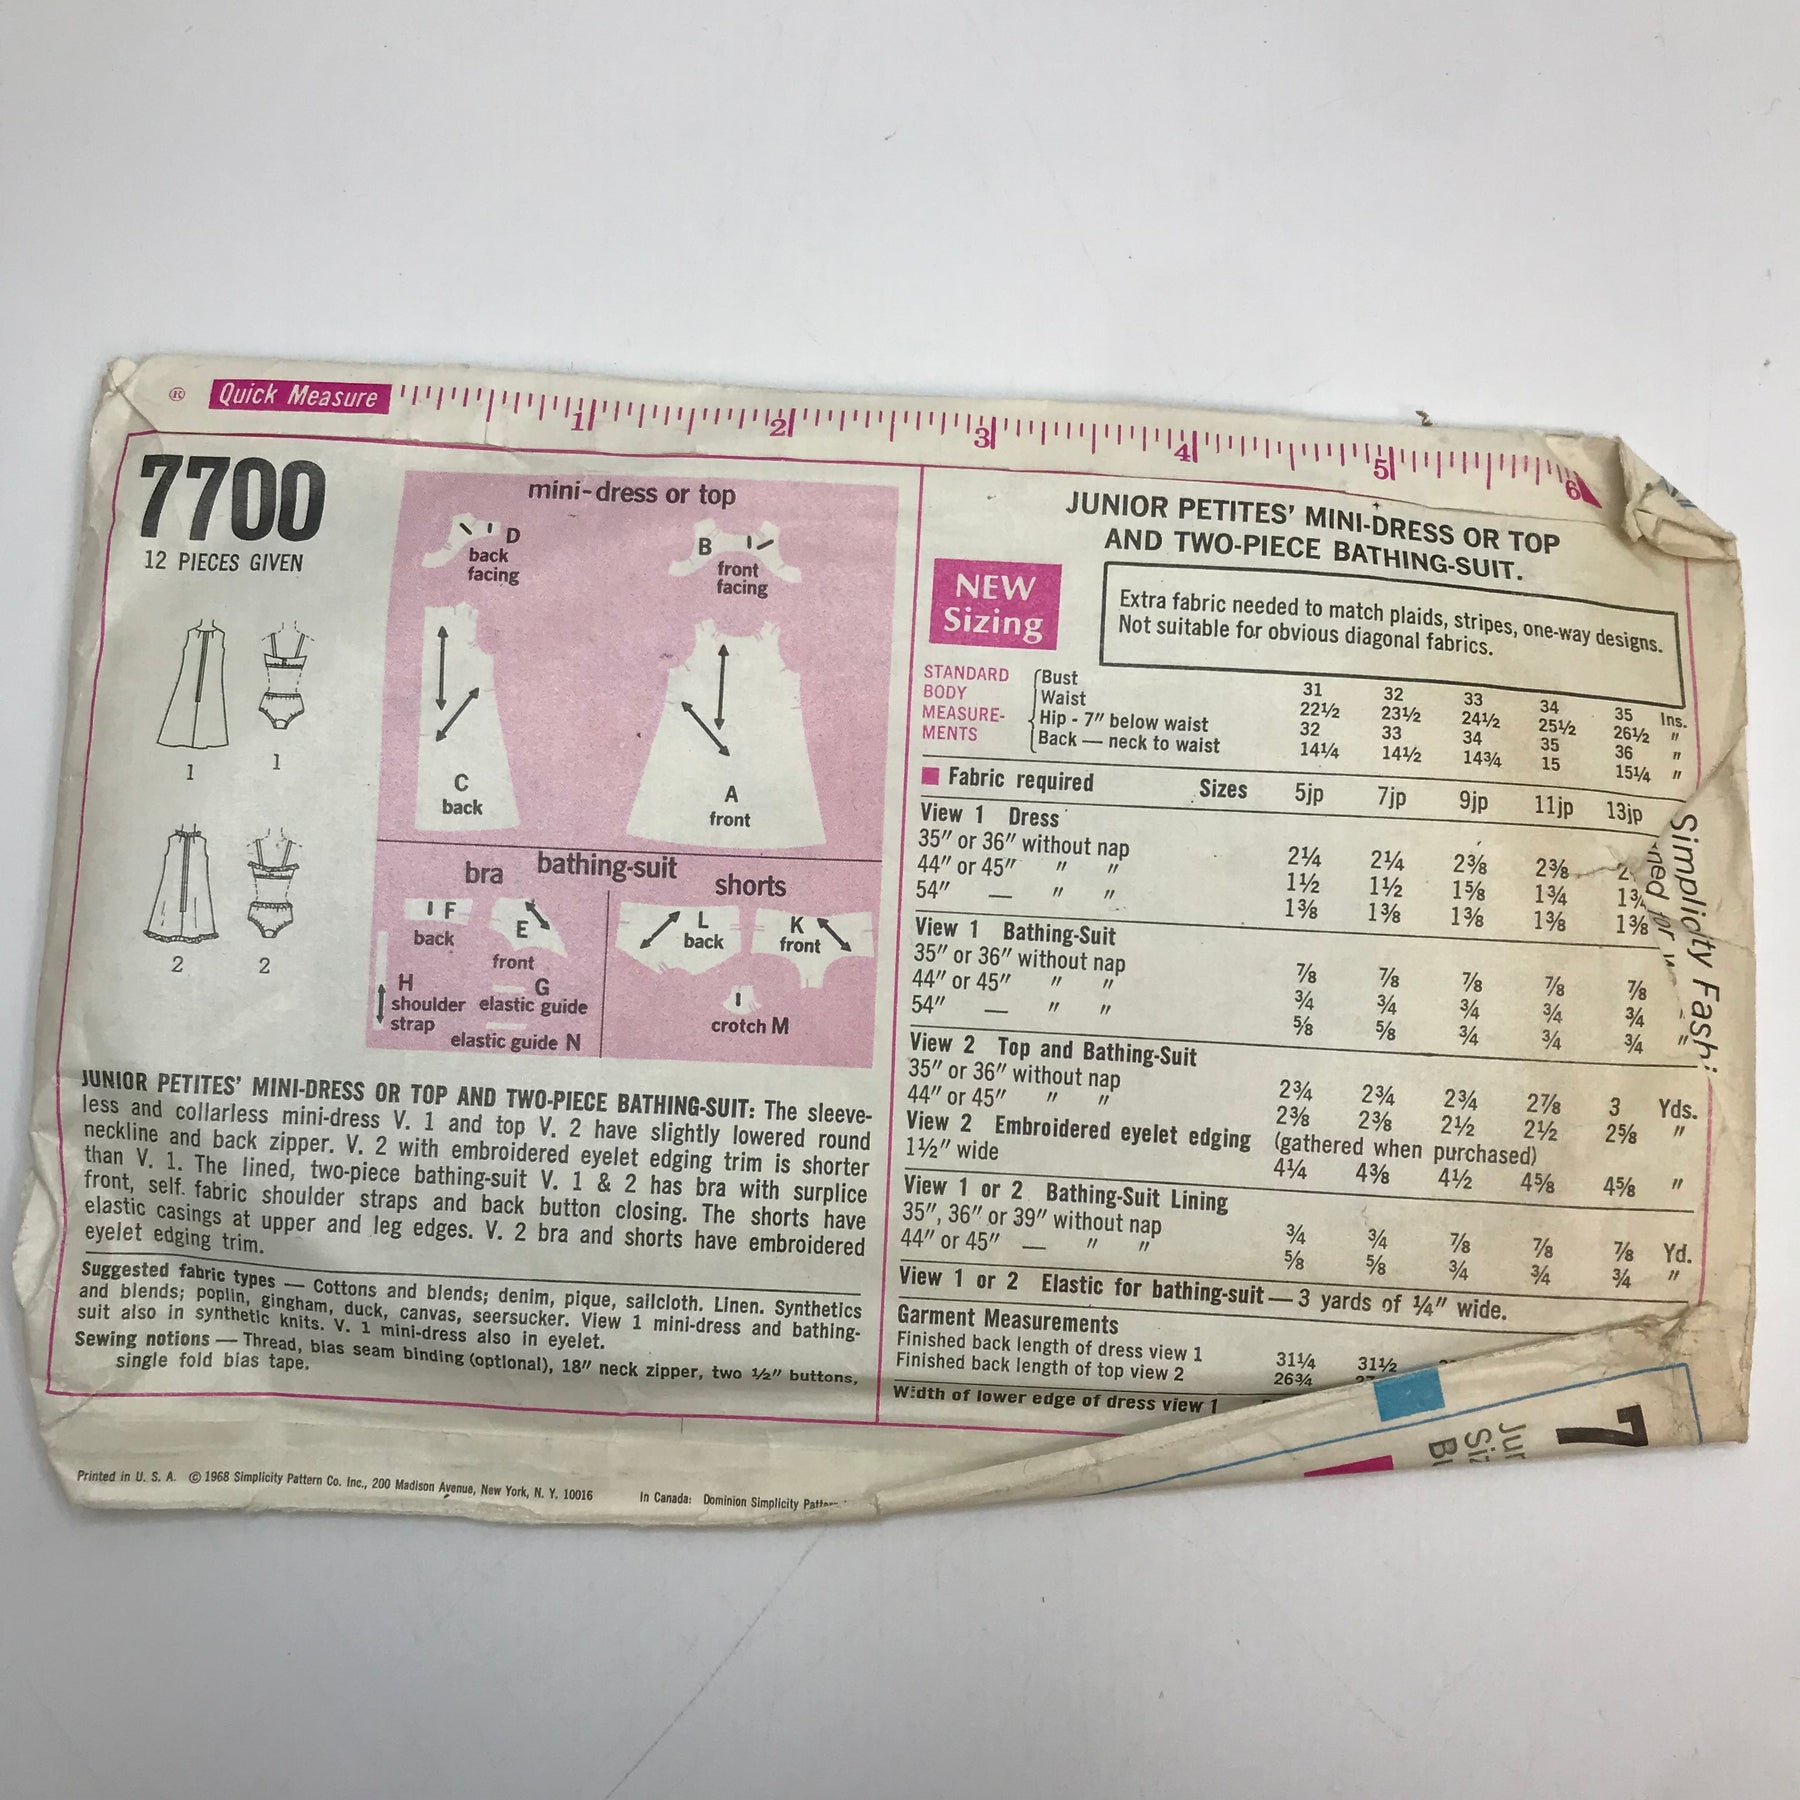 ® Quick Measure 1 2 3 4 5 6
7700
12 PIECES GIVEN
1 1
2 2
mini-dress or top
D
back
facing
B
front
facing
C
back
A
front
bathing-suit
bra
shorts
F
back
E
front
L
back
K
front
H
shoulder
strap
G
elastic guide
elastic guide N
crotch M
JUNIOR PETITES' MINI-DRESS OR TOP AND TWO-PIECE BATHING-SUIT: The sleeve-
less and collarless mini-dress V. 1 and top V. 2 have slightly lowered round
neckline and back zipper. V. 2 with embroidered eyelet edging trim is shorter
than V. 1. The lined, two-piece bathing-suit V. 1 & 2 has bra with surplice
front, self. fabric shoulder straps and back button closing. The shorts have
elastic casings at upper and leg edges. V. 2 bra and shorts have embroidered
eyelet edging trim.
Suggested fabric types — Cottons and blends; denim, pique, sailcloth. Linen. Synthetics
and blends; poplin, gingham, duck, canvas, seersucker. View 1 mini-dress and bathing-
suit also in synthetic knits. V. 1 mini-dress also in eyelet.
Sewing notions — Thread, bias seam binding (optional), 18" neck zipper, two ½" buttons,
single fold bias tape.
Printed in U. S. A. © 1968 Simplicity Pattern Co. Inc., 200 Madison Avenue, New York, N. Y. 10016 In Canada: Dominion Simplicity
JUNIOR PETITES' MINI-DRESS OR TOP
AND TWO-PIECE BATHING-SUIT.
NEW
Sizing
Extra fabric needed to match plaids, stripes, one-way designs.
Not suitable for obvious diagonal fabrics.
STANDARD
BODY
MEASURE-
MENTS
Bust 31 32 33 34 35 Ins.
Waist 22½ 23½ 24½ 25½ 26½ "
Hip - 7" below waist 32 33 34 35 36 "
Back — neck to waist 14¼ 14½ 14¾ 15 15¼ "
Fabric required Sizes 5jp 7jp 9jp 11jp 13jp
View 1 Dress
35" or 36" without nap 2¼ 2¼ 2⅜ 2⅜
44" or 45" " " 1½ 1½ 1⅝ 1¾ 1¾
54" — " " 1⅜ 1⅜ 1⅜ 1⅜ 1⅜
View 1 Bathing-Suit
35" or 36" without nap ⅞ ⅞ ⅞ ⅞ ⅞
44" or 45" " " ¾ ¾ ¾ ¾ ¾
54" — " " ⅝ ⅝ ¾ ¾ ¾ "
View 2 Top and Bathing-Suit
35" or 36" without nap 2¾ 2¾ 2¾ 2⅞ 3 Yds.
44" or 45" " " 2⅜ 2⅜ 2½ 2½ 2⅝ "
View 2 Embroidered eyelet edging (gathered when purchased)
1½" wide 4¼ 4⅜ 4½ 4⅝ 4⅝ "
View 1 or 2 Bathing-Suit Lining
35", 36" or 39" without nap ¾ ¾ ⅞ ⅞ ⅞ Yd.
44" or 45" — " " ⅝ ⅝ ¾ ¾ ¾ "
View 1 or 2 Elastic for bathing-suit — 3 yards of ¼" wide.
Garment Measurements
Finished back length of dress view 1 31¼ 31½
Finished back length of top view 2 26¾
Width of lower edge of dress view 1
Simplicity Fash
ned for
7
Jur
Siz